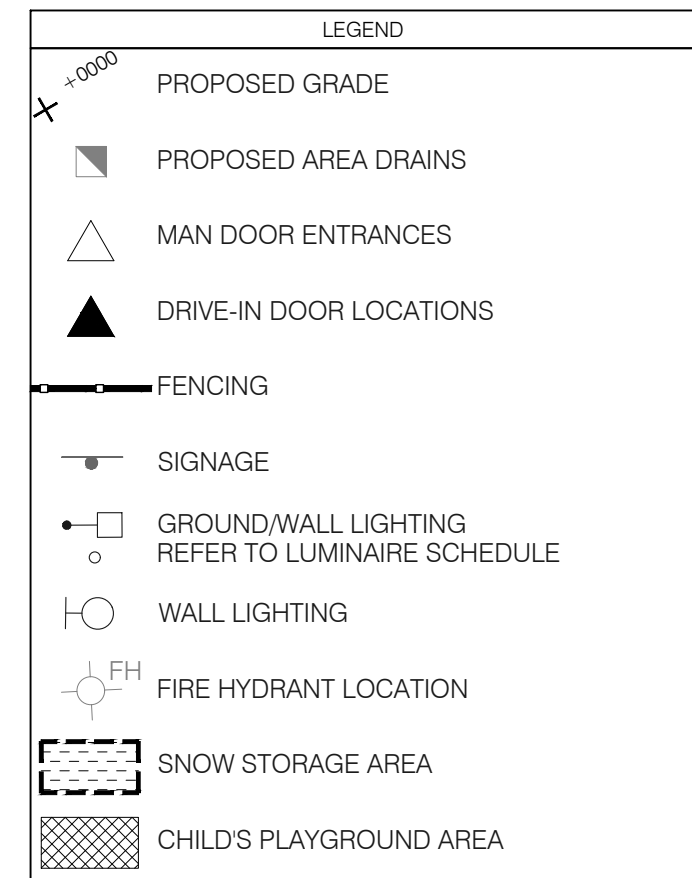 LEGEND
+0000
PROPOSED GRADE
PROPOSED AREA DRAINS
MAN DOOR ENTRANCES
DRIVE-IN DOOR LOCATIONS
FENCING
SIGNAGE
GROUND/WALL LIGHTING
REFER TO LUMINAIRE SCHEDULE
WALL LIGHTING
FH
FIRE HYDRANT LOCATION
SNOW STORAGE AREA
CHILD'S PLAYGROUND AREA